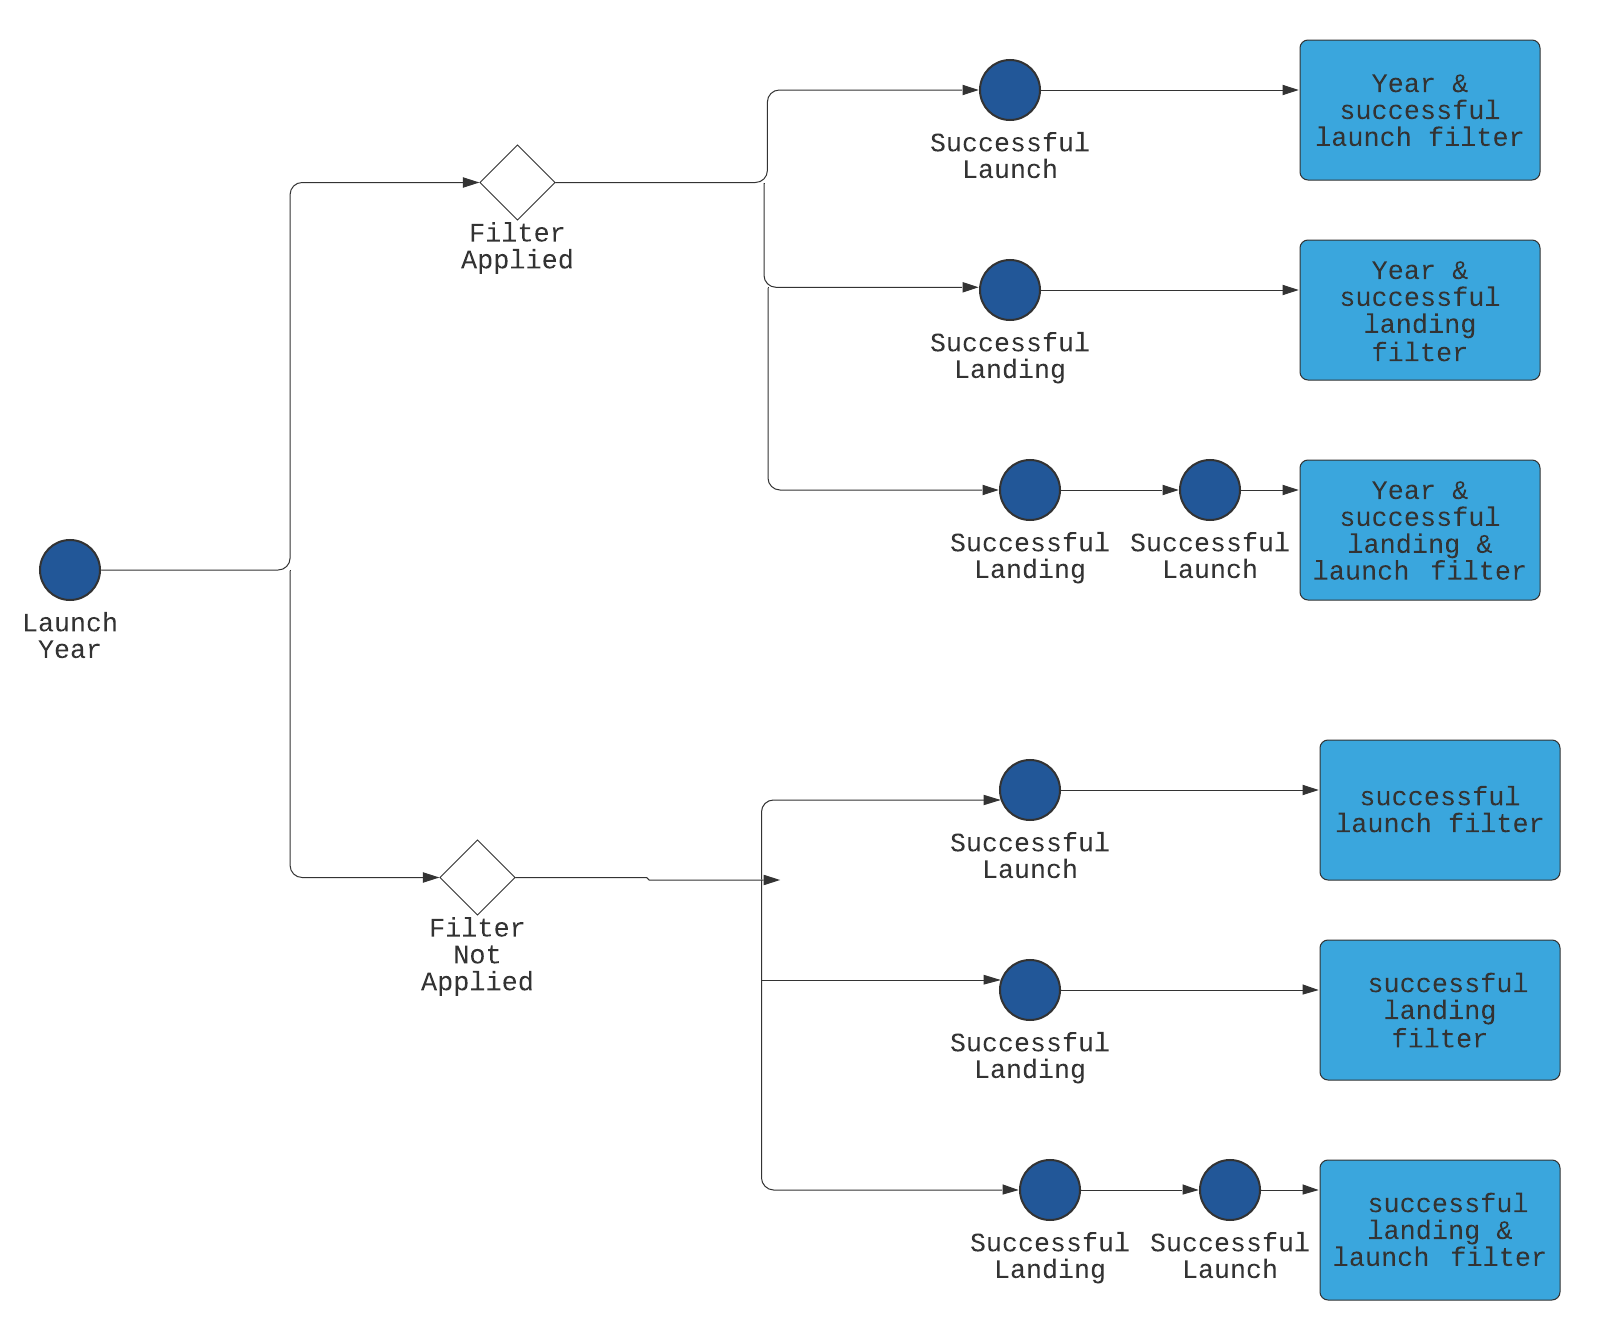 Successful
Launch
Year &
successful
launch filter
Filter
Applied
Successful
Landing
Year &
successful
landing
filter
Successful
Landing
Successful
Launch
Year &
successful
landing &
launch filter
Launch
Year
Successful
Launch
successful
launch filter
Filter
Not
Applied
Successful
Landing
successful
landing
filter
Successful
Landing
Successful
Launch
successful
landing &
launch filter